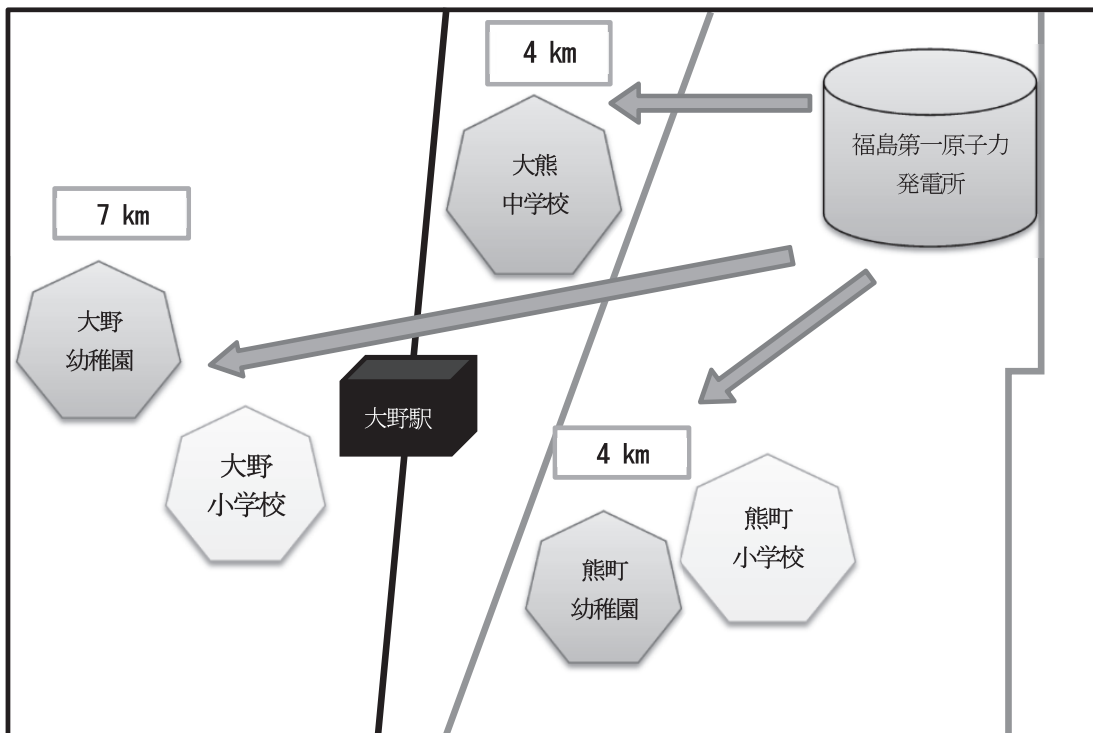 4 km
福島第一原子力
発電所
大熊
中学校
7 km
大野
幼稚園
大野駅
大野
小学校
4 km
熊町
小学校
熊町
幼稚園